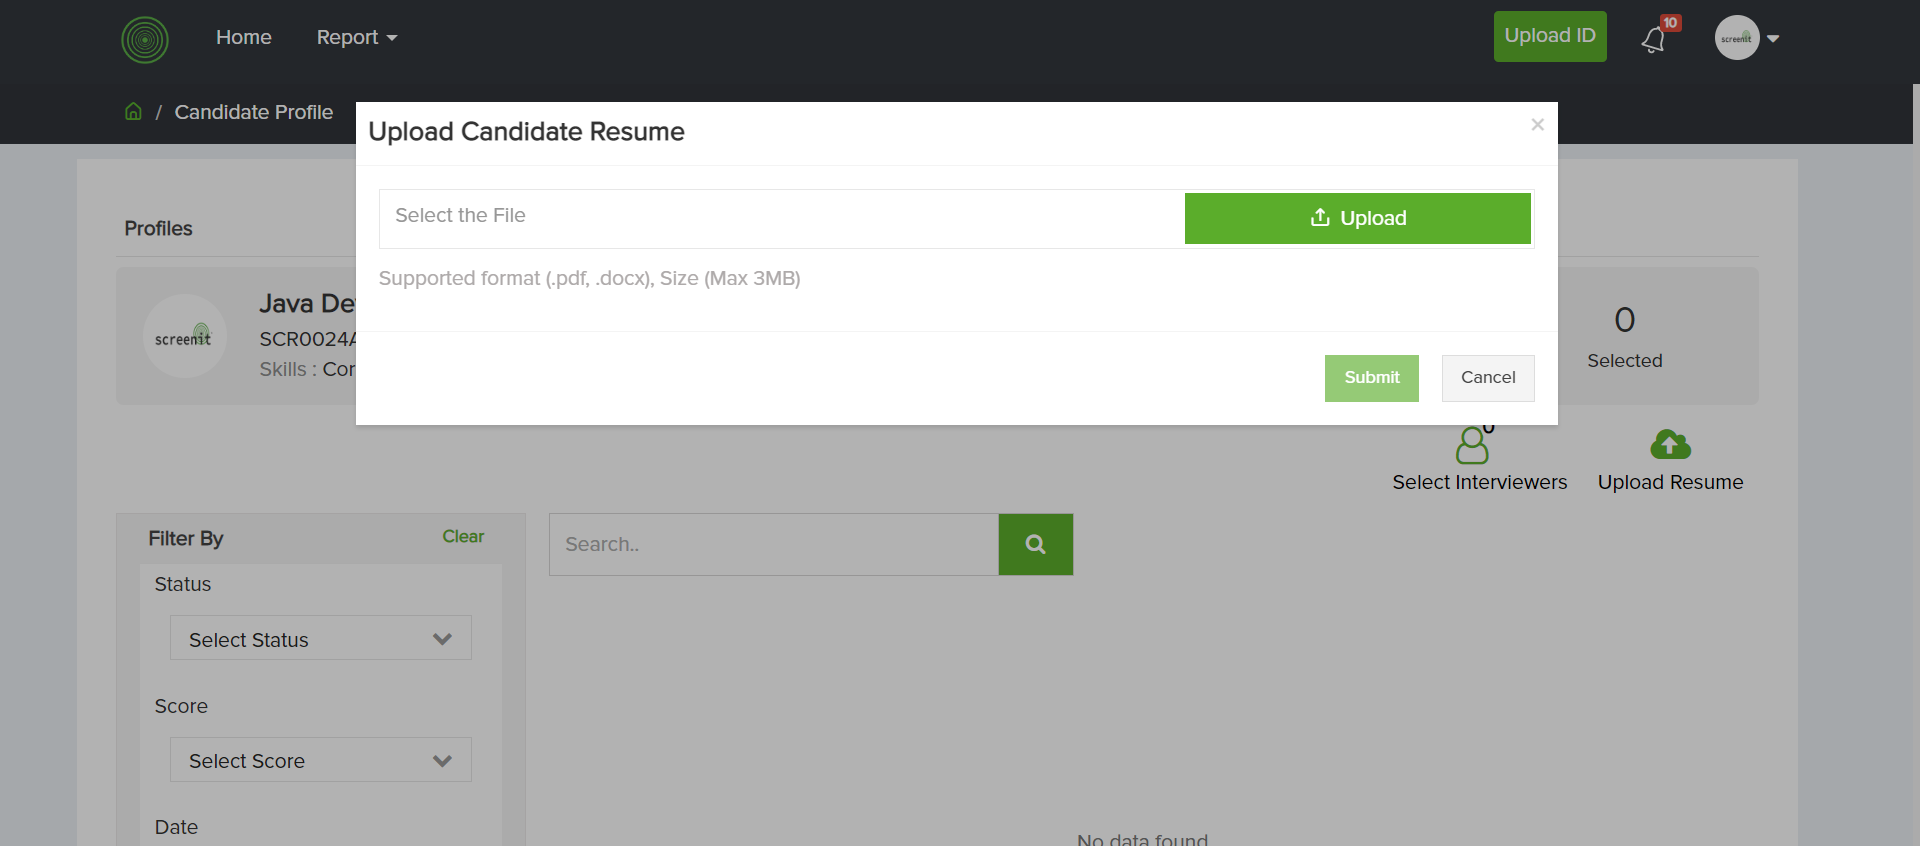 Home
Report
Upload ID
10
screenit
/ Candidate Profile
Upload Candidate Resume
×
Select the File
Upload
Supported format (.pdf, .docx), Size (Max 3MB)
Submit
Cancel
Profiles
screenit
Java De
SCR0024A
Skills : Cor
0
Selected
0
Select Interviewers
Upload Resume
Filter By
Clear
Search..
Status
Select Status
Score
Select Score
Date
No data found